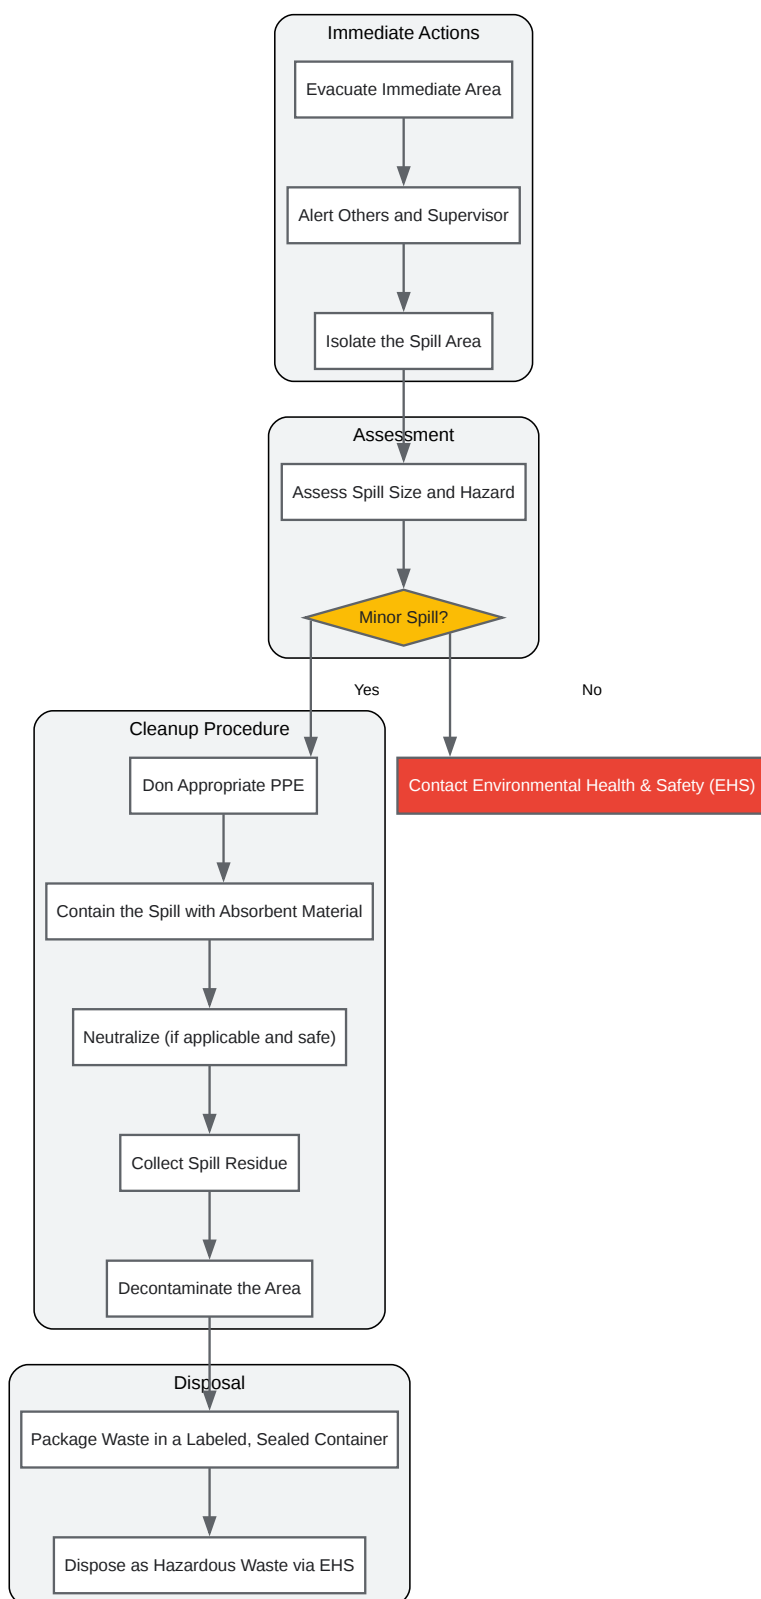 Immediate Actions
Evacuate Immediate Area
Alert Others and Supervisor
Isolate the Spill Area
Assessment
Assess Spill Size and Hazard
Minor Spill?
Yes
No
Cleanup Procedure
Don Appropriate PPE
Contact Environmental Health & Safety (EHS)
Contain the Spill with Absorbent Material
Neutralize (if applicable and safe)
Collect Spill Residue
Decontaminate the Area
Disposal
Package Waste in a Labeled, Sealed Container
Dispose as Hazardous Waste via EHS